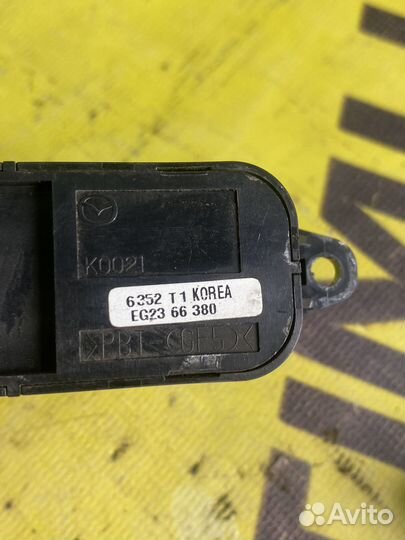 K0021
6352 T1 KOREA
EG23 66 380
>PBT-(GF5)<
Avito